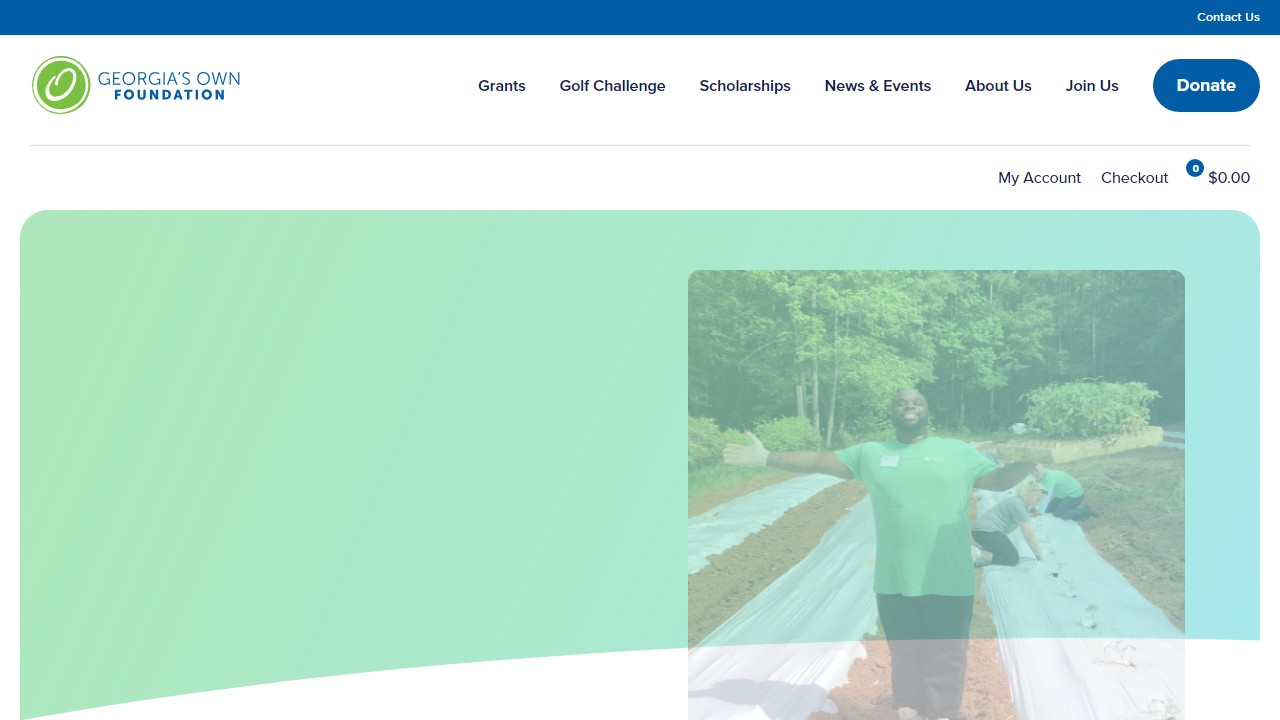 Contact Us
GEORGIA'S OWN
FOUNDATION
Grants
Golf Challenge
Scholarships
News & Events
About Us
Join Us
Donate
My Account
Checkout
0
$0.00